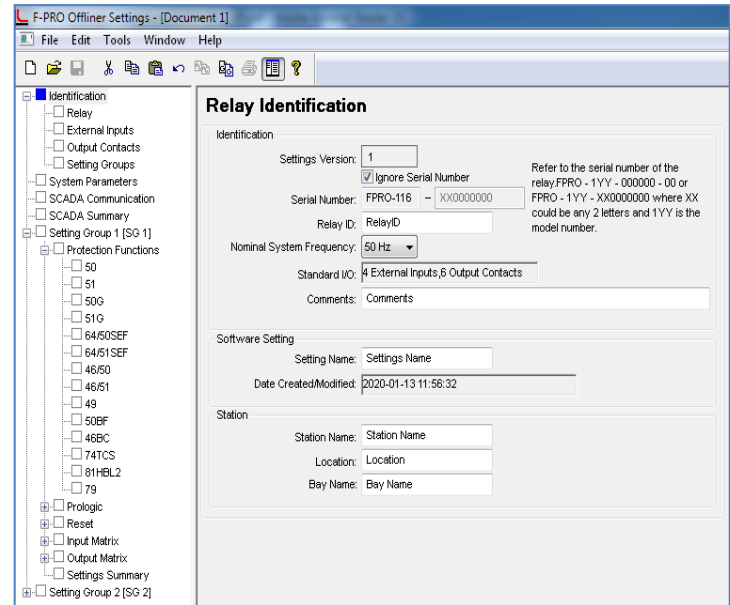 F-PRO Offliner Settings - [Document 1]
File Edit Tools Window Help
Identification
Relay
External Inputs
Output Contacts
Setting Groups
System Parameters
SCADA Communication
SCADA Summary
Setting Group 1 [SG 1]
Protection Functions
50
51
50G
51G
64/50SEF
64/51SEF
46/50
46/51
49
50BF
46BC
74TCS
81HBL2
79
Prologic
Reset
Input Matrix
Output Matrix
Settings Summary
Setting Group 2 [SG 2]
Relay Identification
Identification
Settings Version: 1
Ignore Serial Number
Serial Number: FPRO-116 – XX0000000
Refer to the serial number of the
relay.FPRO - 1YY - 000000 - 00 or
FPRO - 1YY - XX0000000 where XX
could be any 2 letters and 1YY is the
model number.
Relay ID: RelayID
Nominal System Frequency: 50 Hz
Standard I/O: 4 External Inputs,6 Output Contacts
Comments: Comments
Software Setting
Setting Name: Settings Name
Date Created/Modified: 2020-01-13 11:56:32
Station
Station Name: Station Name
Location: Location
Bay Name: Bay Name